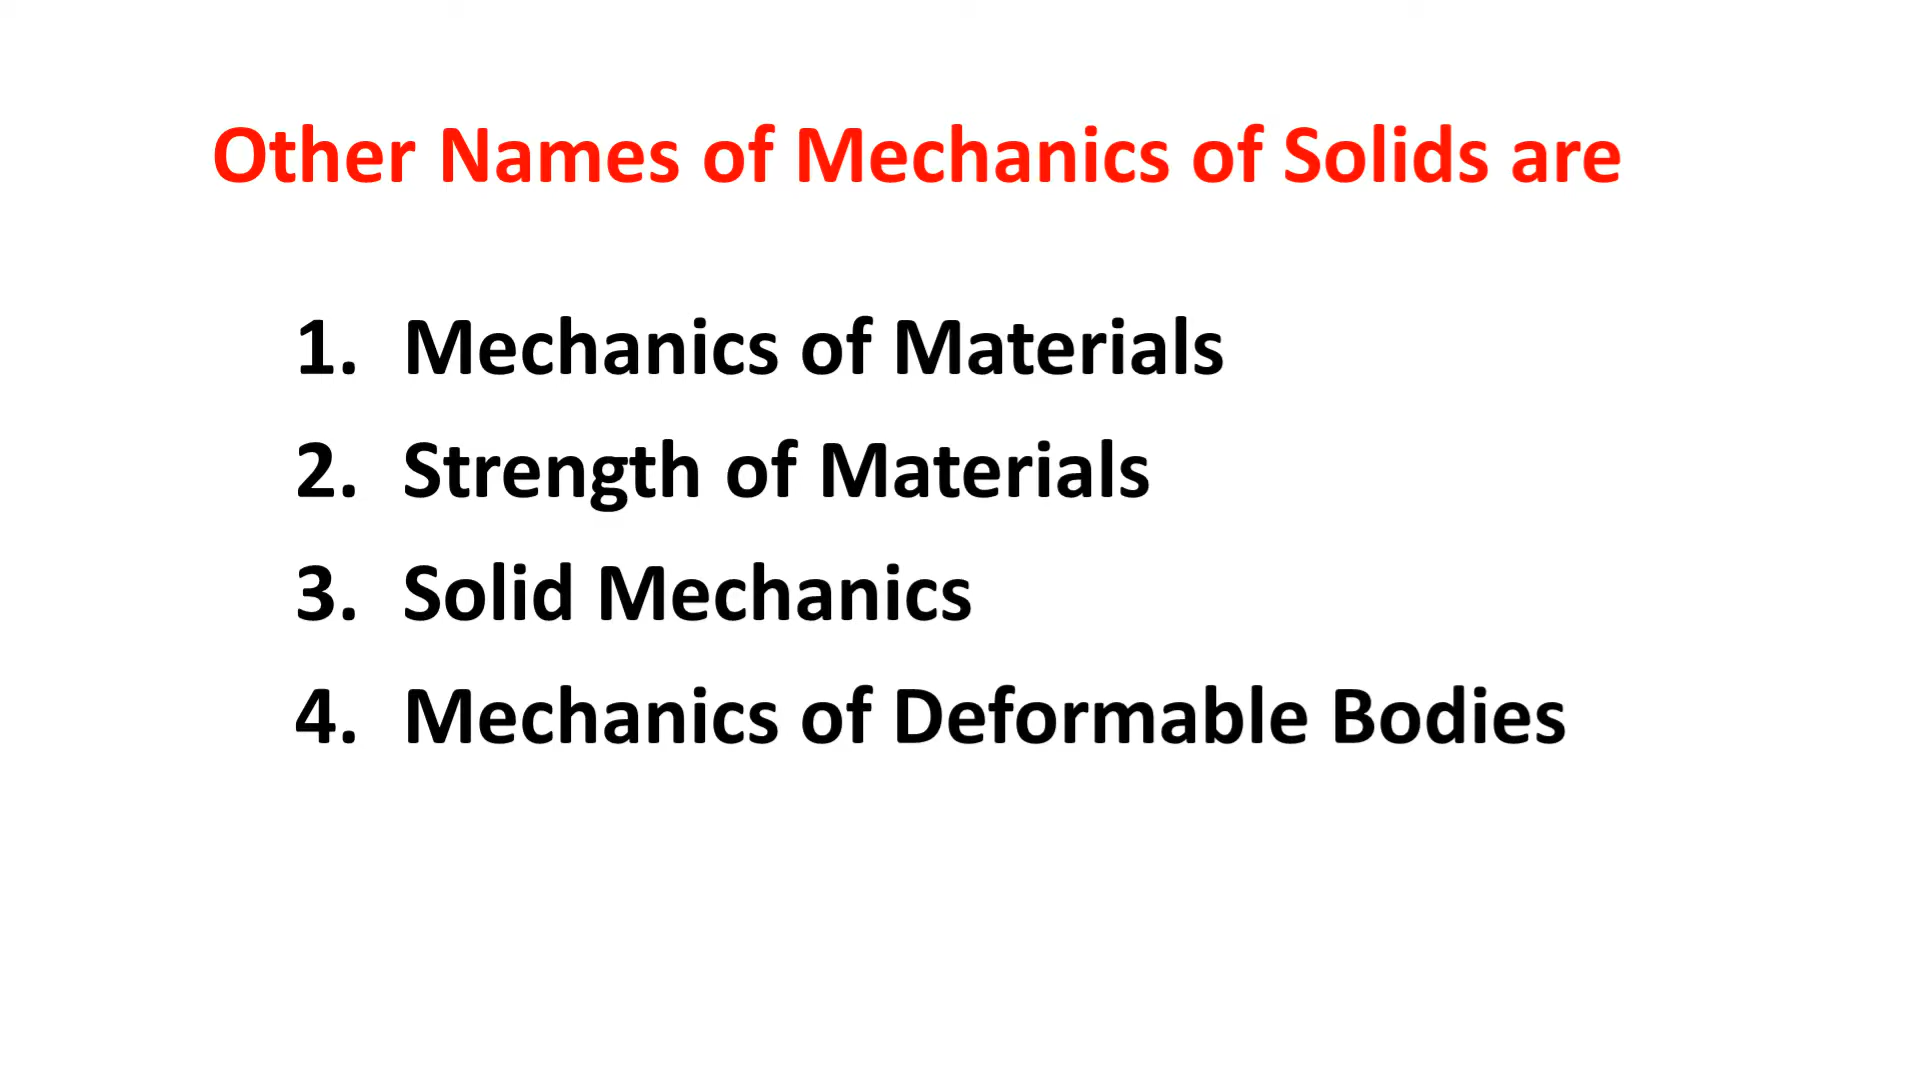 Other Names of Mechanics of Solids are
1. Mechanics of Materials
2. Strength of Materials
3. Solid Mechanics
4. Mechanics of Deformable Bodies